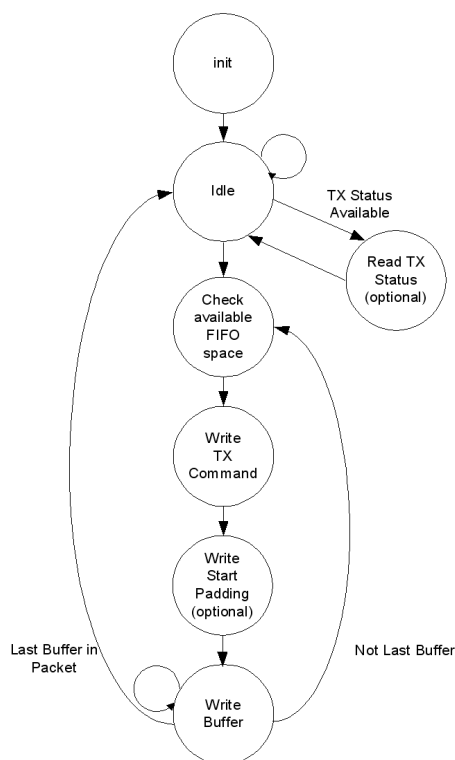 init
Idle
TX Status
Available
Read TX
Status
(optional)
Check
available
FIFO
space
Write
TX
Command
Write
Start
Padding
(optional)
Last Buffer in
Packet
Not Last Buffer
Write
Buffer